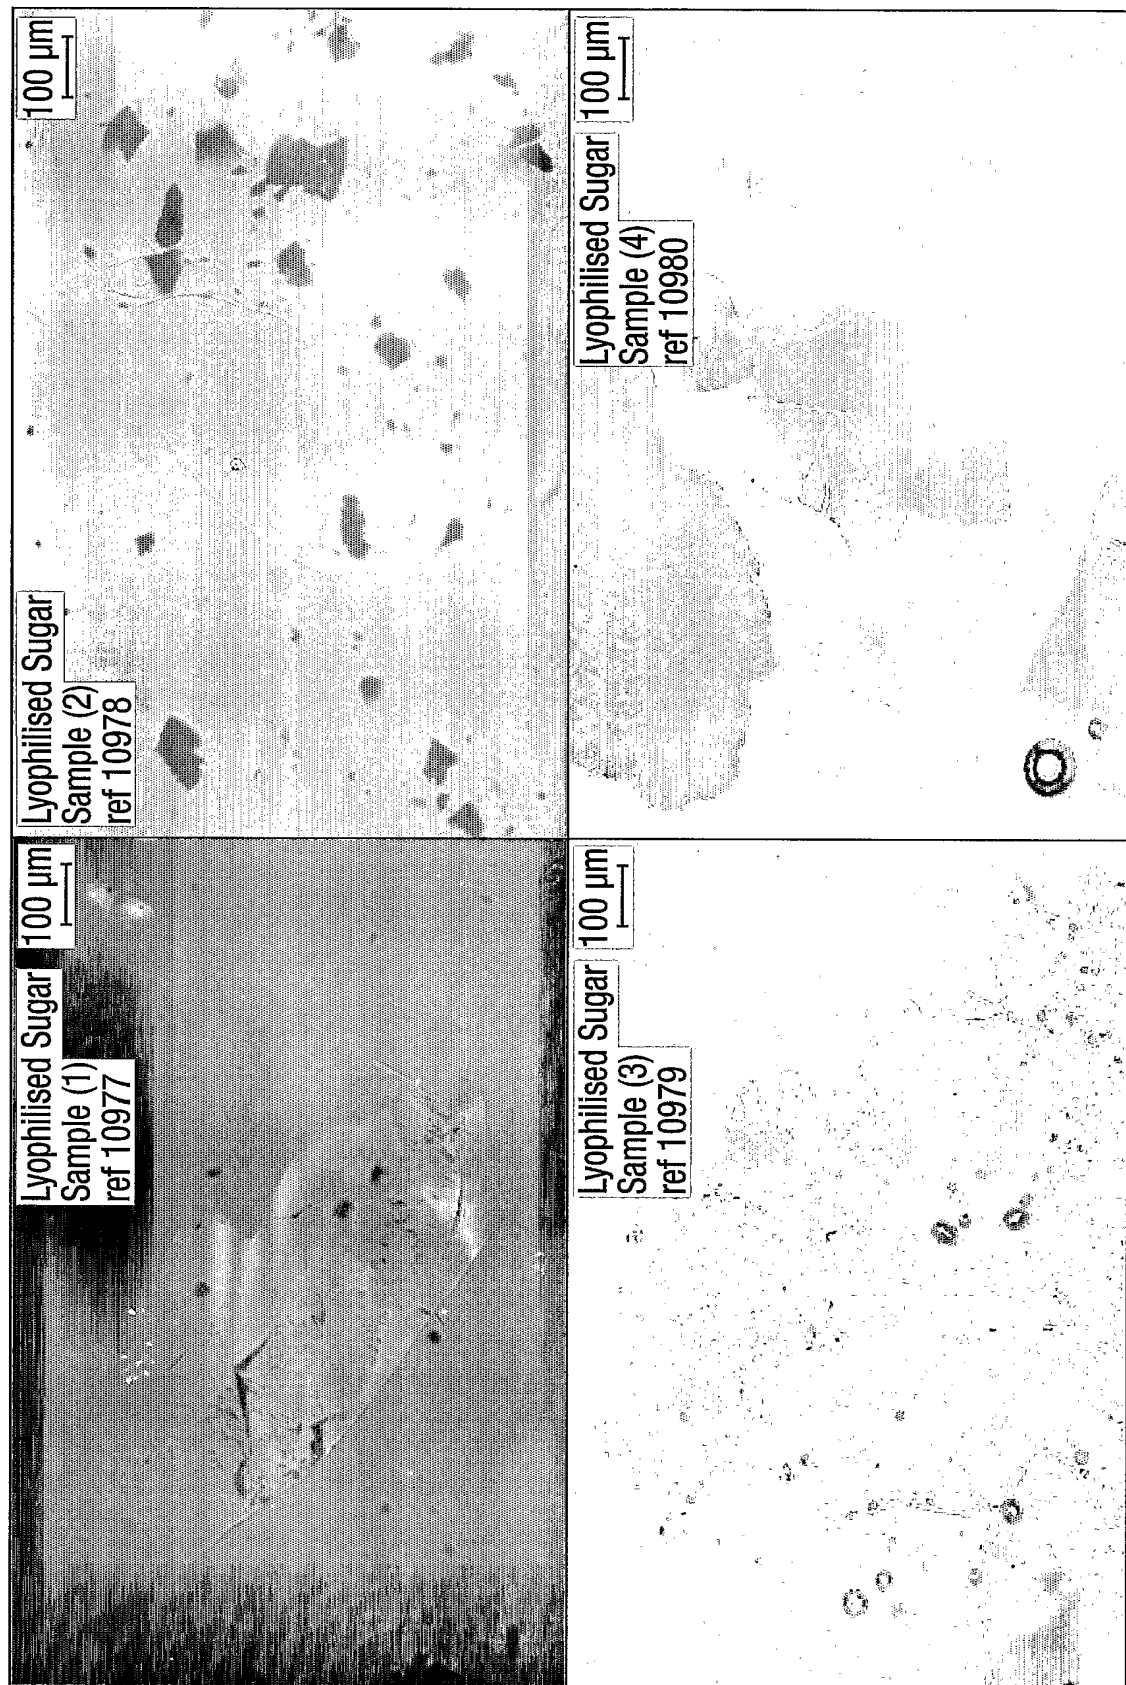 Lyophilised Sugar
Sample (1)
ref 10977
100 µm
Lyophilised Sugar
Sample (2)
ref 10978
100 µm
Lyophilised Sugar
Sample (3)
ref 10979
100 µm
Lyophilised Sugar
Sample (4)
ref 10980
100 µm